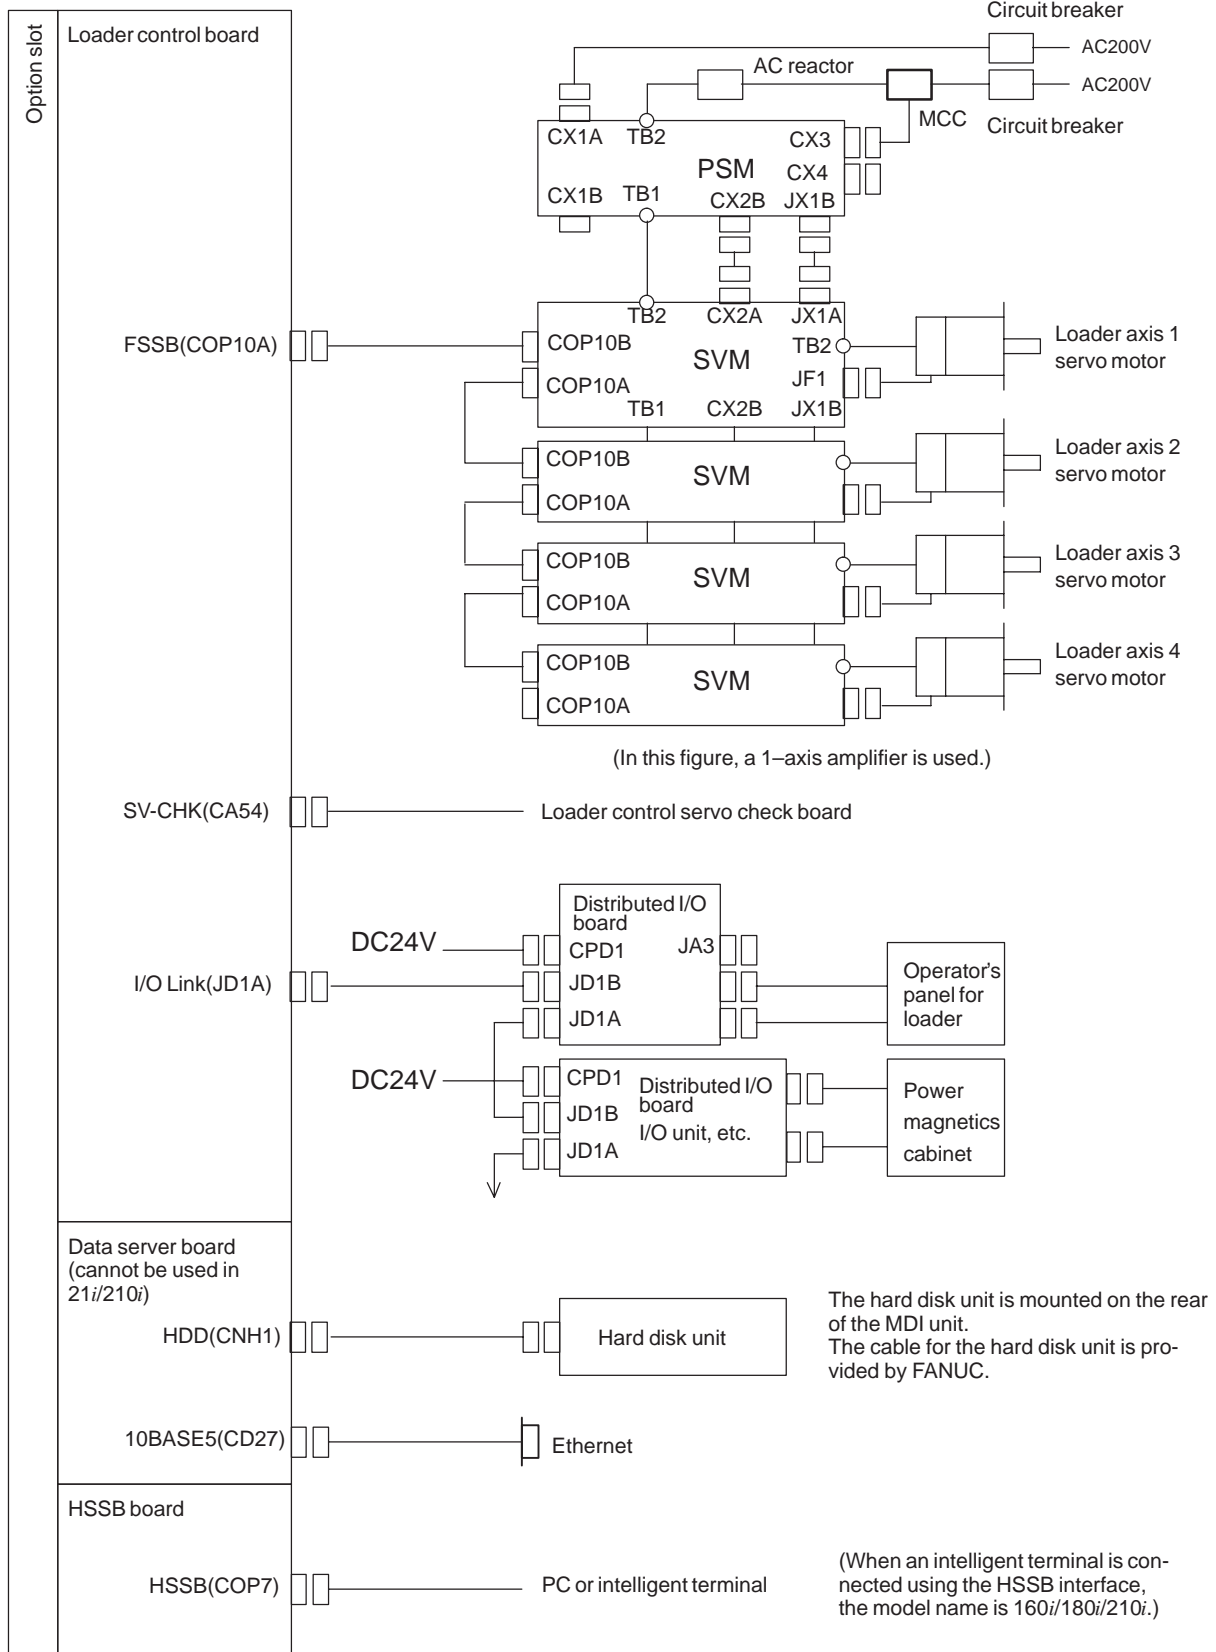 Option slot
Loader control board
Circuit breaker
AC200V
AC reactor
AC200V
MCC
Circuit breaker
CX1A
TB2
CX3
PSM
CX4
CX1B
TB1
CX2B
JX1B
TB2
CX2A
JX1A
FSSB(COP10A)
COP10B
SVM
TB2
Loader axis 1
servo motor
COP10A
JF1
TB1
CX2B
JX1B
COP10B
SVM
COP10A
Loader axis 2
servo motor
COP10B
SVM
COP10A
Loader axis 3
servo motor
COP10B
SVM
COP10A
Loader axis 4
servo motor
(In this figure, a 1–axis amplifier is used.)
SV-CHK(CA54)
Loader control servo check board
Distributed I/O
board
DC24V
CPD1
JA3
I/O Link(JD1A)
JD1B
JD1A
Operator's
panel for
loader
DC24V
CPD1
JD1B
JD1A
Distributed I/O
board
I/O unit, etc.
Power
magnetics
cabinet
Data server board
(cannot be used in
21i/210i)
HDD(CNH1)
Hard disk unit
The hard disk unit is mounted on the rear
of the MDI unit.
The cable for the hard disk unit is pro-
vided by FANUC.
10BASE5(CD27)
Ethernet
HSSB board
HSSB(COP7)
PC or intelligent terminal
(When an intelligent terminal is con-
nected using the HSSB interface,
the model name is 160i/180i/210i.)